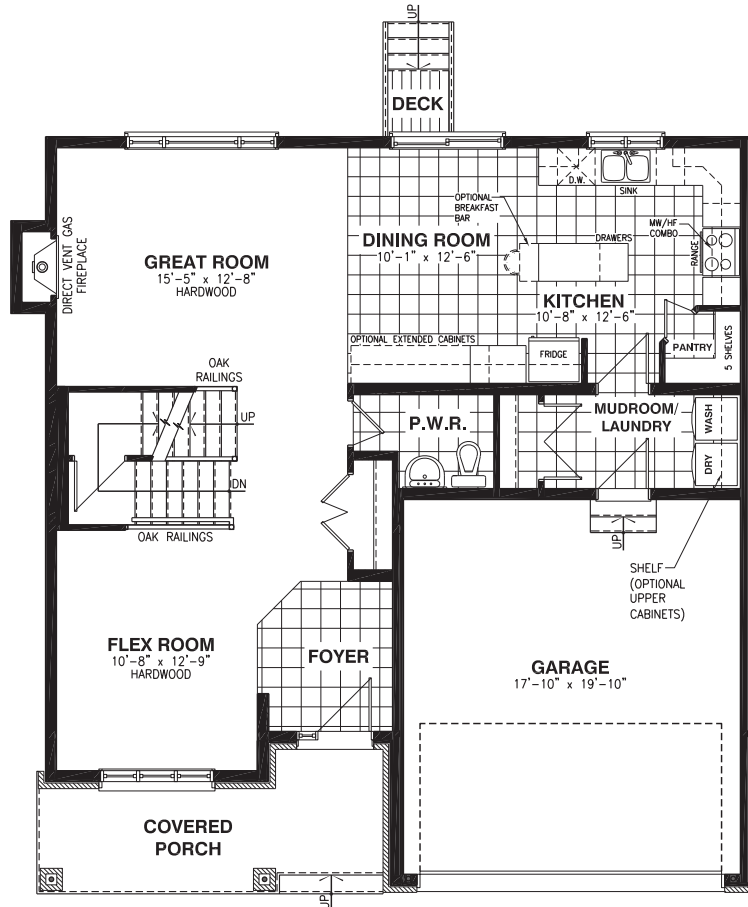 UP
DECK
D.W.
SINK
OPTIONAL
BREAKFAST
BAR
MW/HF
COMBO
DINING ROOM
10'-1" x 12'-6"
DRAWERS
RANGE
GREAT ROOM
15'-5" x 12'-8"
HARDWOOD
DIRECT VENT GAS
FIREPLACE
KITCHEN
10'-8" x 12'-6"
OPTIONAL EXTENDED CABINETS
FRIDGE
PANTRY
5 SHELVES
OAK
RAILINGS
UP
DN
OAK RAILINGS
P.W.R.
MUDROOM/
LAUNDRY
WASH
DRY
UP
SHELF
(OPTIONAL
UPPER
CABINETS)
FLEX ROOM
10'-8" x 12'-9"
HARDWOOD
FOYER
GARAGE
17'-10" x 19'-10"
COVERED
PORCH
UP